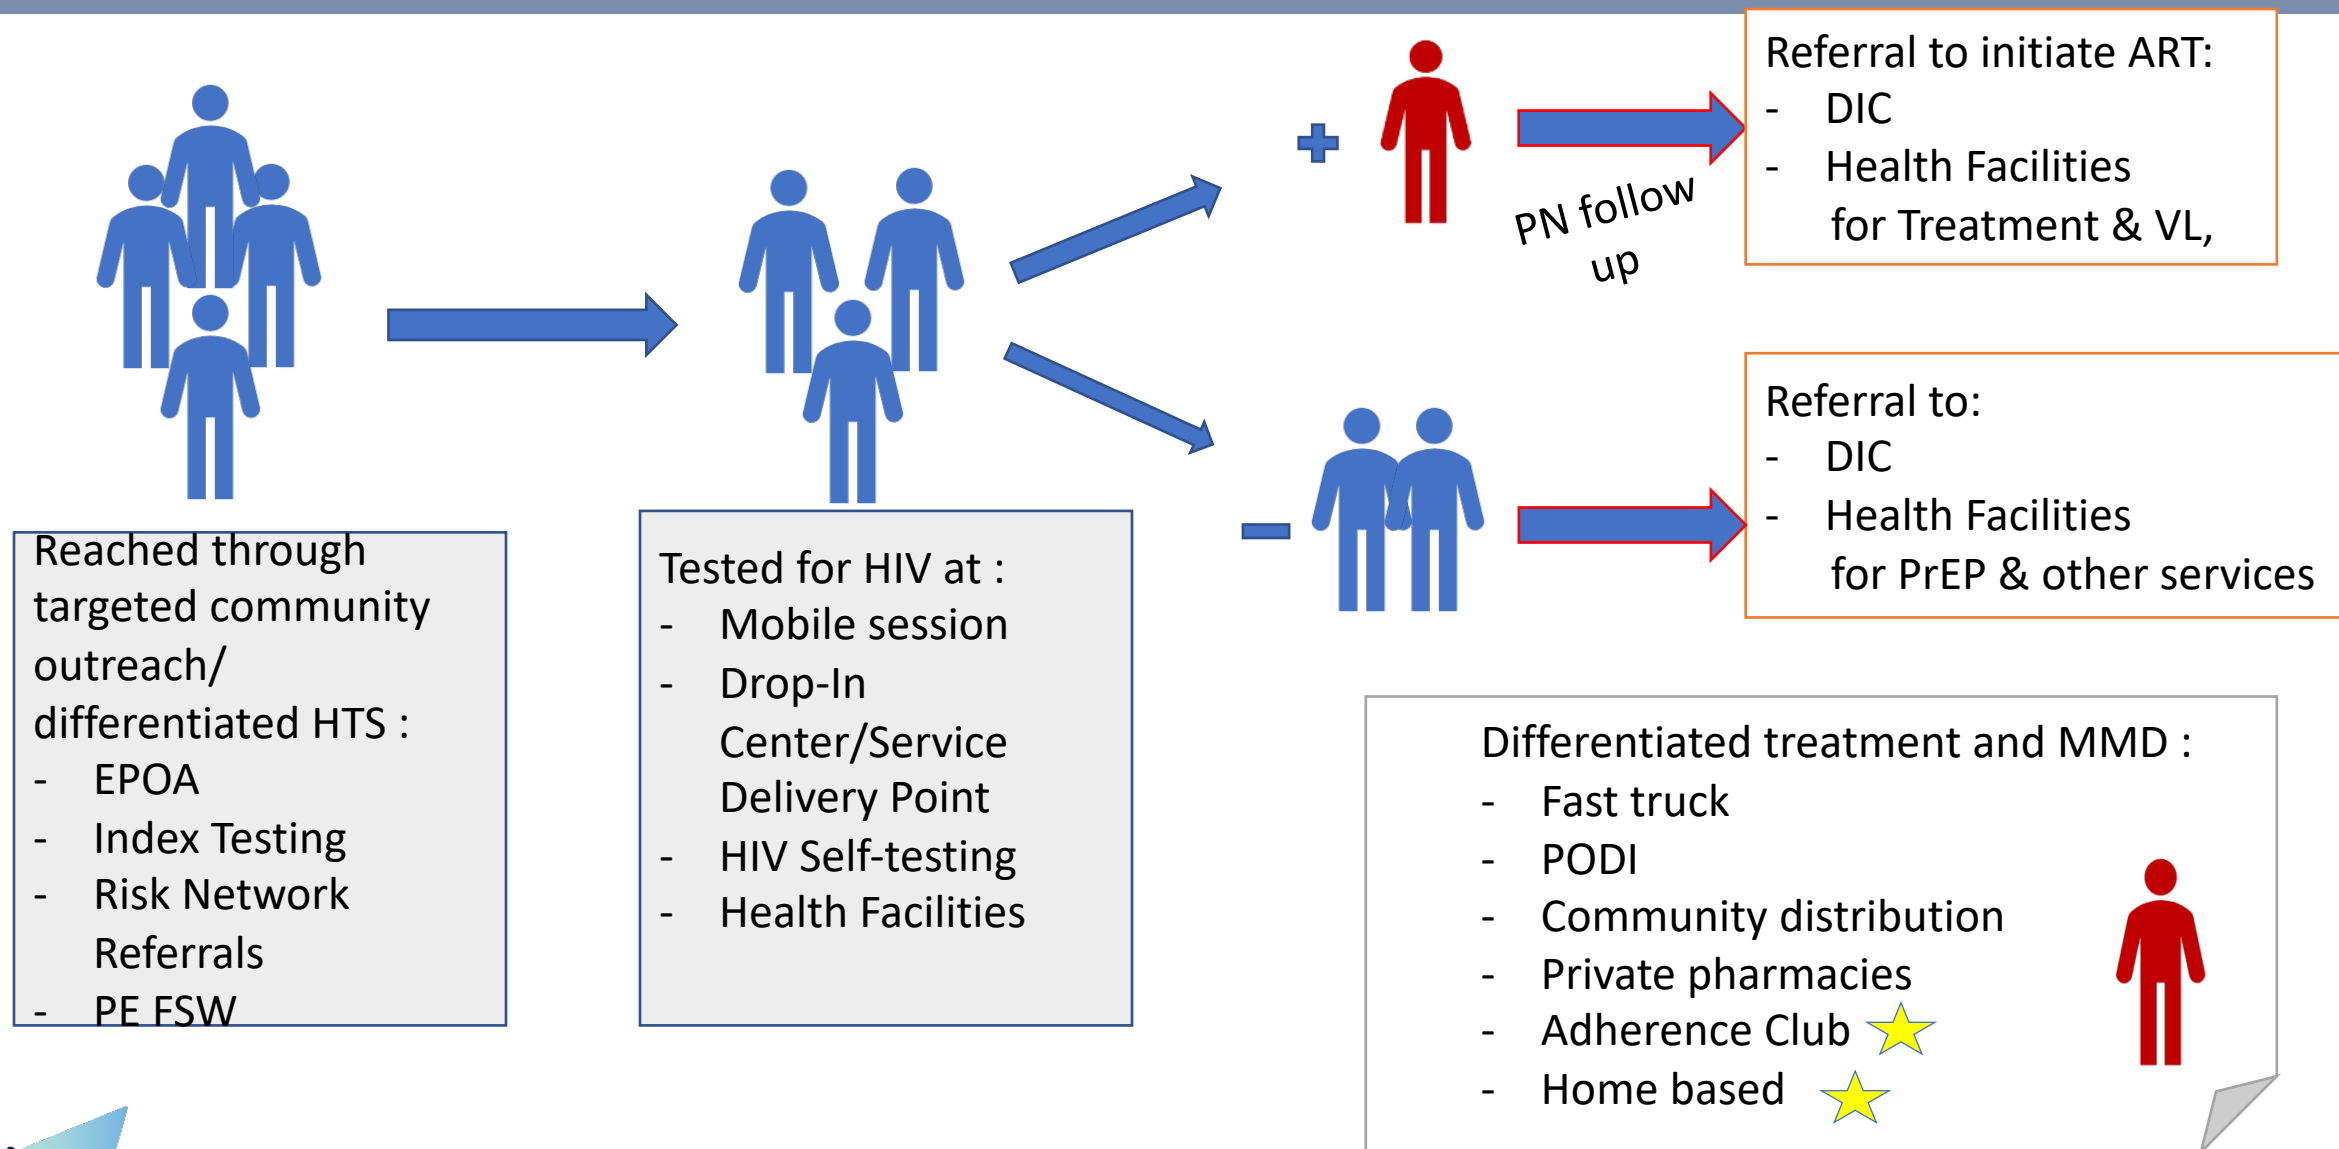 Reached through
targeted community
outreach/
differentiated HTS :
- EPOA
- Index Testing
- Risk Network
Referrals
- PE FSW
Tested for HIV at :
- Mobile session
- Drop-In
Center/Service
Delivery Point
- HIV Self-testing
- Health Facilities
+
PN follow
up
Referral to initiate ART:
- DIC
- Health Facilities
for Treatment & VL,
-
Referral to:
- DIC
- Health Facilities
for PrEP & other services
Differentiated treatment and MMD :
- Fast truck
- PODI
- Community distribution
- Private pharmacies
- Adherence Club
- Home based